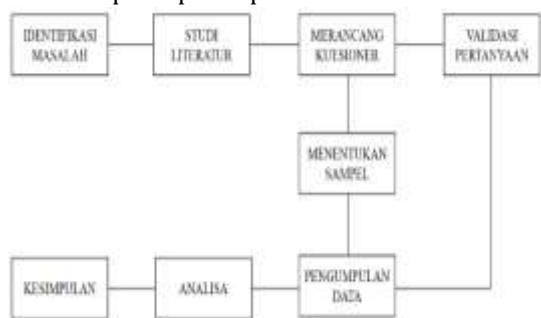 IDENTIFIKASI
MASALAH
STUDI
LITERATUR
MERANCANG
KUESIONER
VALIDASI
PERTANYAAN
MENENTUKAN
SAMPEL
KESIMPULAN
ANALISA
PENGUMPULAN
DATA